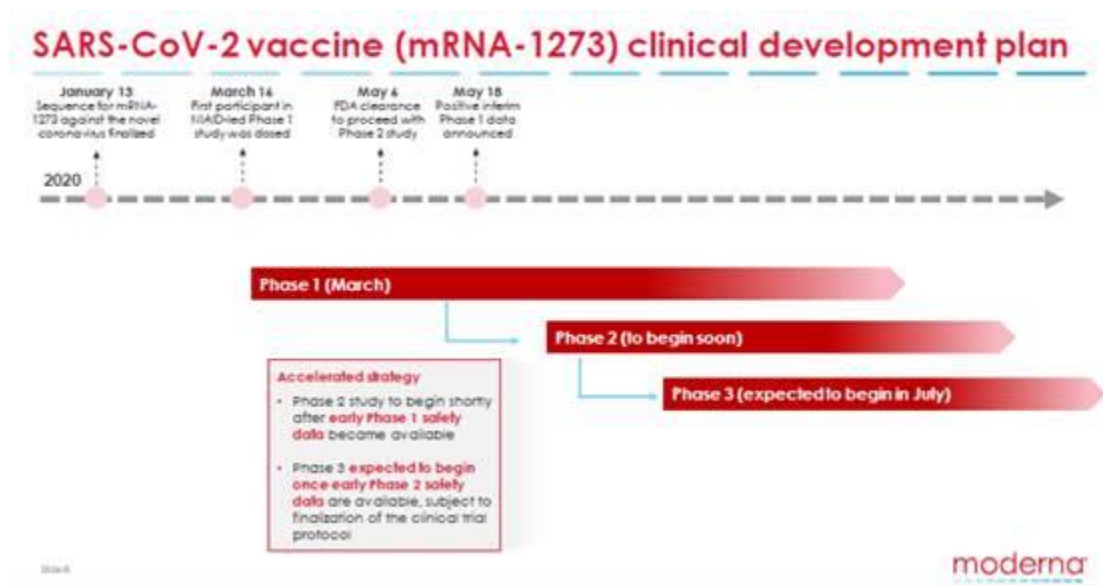 SARS-CoV-2 vaccine (mRNA-1273) clinical development plan
January 13
Sequence for mRNA-
1273 against the novel
coronavirus finalized
March 16
First participant in
NIAID-led Phase 1
study was dosed
May 6
FDA clearance
to proceed with
Phase 2 study
May 18
Positive interim
Phase 1 data
announced
2020
Phase 1 (March)
Phase 2 (to begin soon)
Phase 3 (expected to begin in July)
Accelerated strategy
• Phase 2 study to begin shortly
after early Phase 1 safety
data became available
• Phase 3 expected to begin
once early Phase 2 safety
data are available, subject to
finalization of the clinical trial
protocol
Slide
moderna